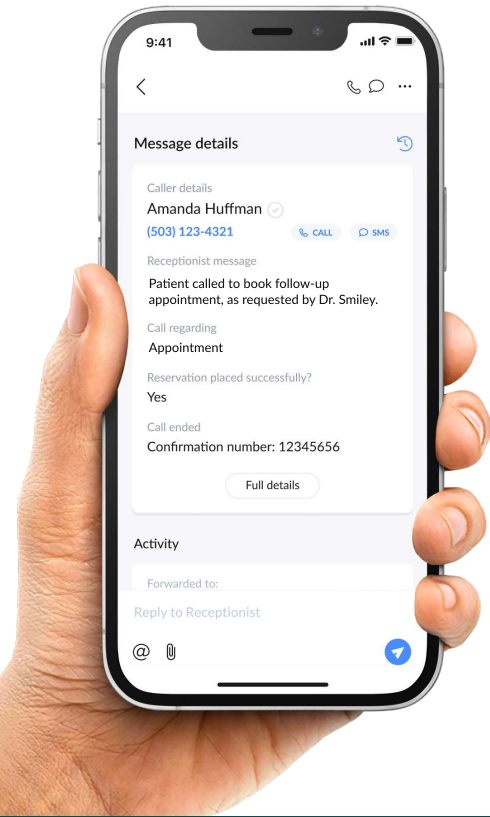 9:41
Message details
Caller details
Amanda Huffman
(503) 123-4321
CALL
SMS
Receptionist message
Patient called to book follow-up
appointment, as requested by Dr. Smiley.
Call regarding
Appointment
Reservation placed successfully?
Yes
Call ended
Confirmation number: 12345656
Full details
Activity
Forwarded to:
Reply to Receptionist
@